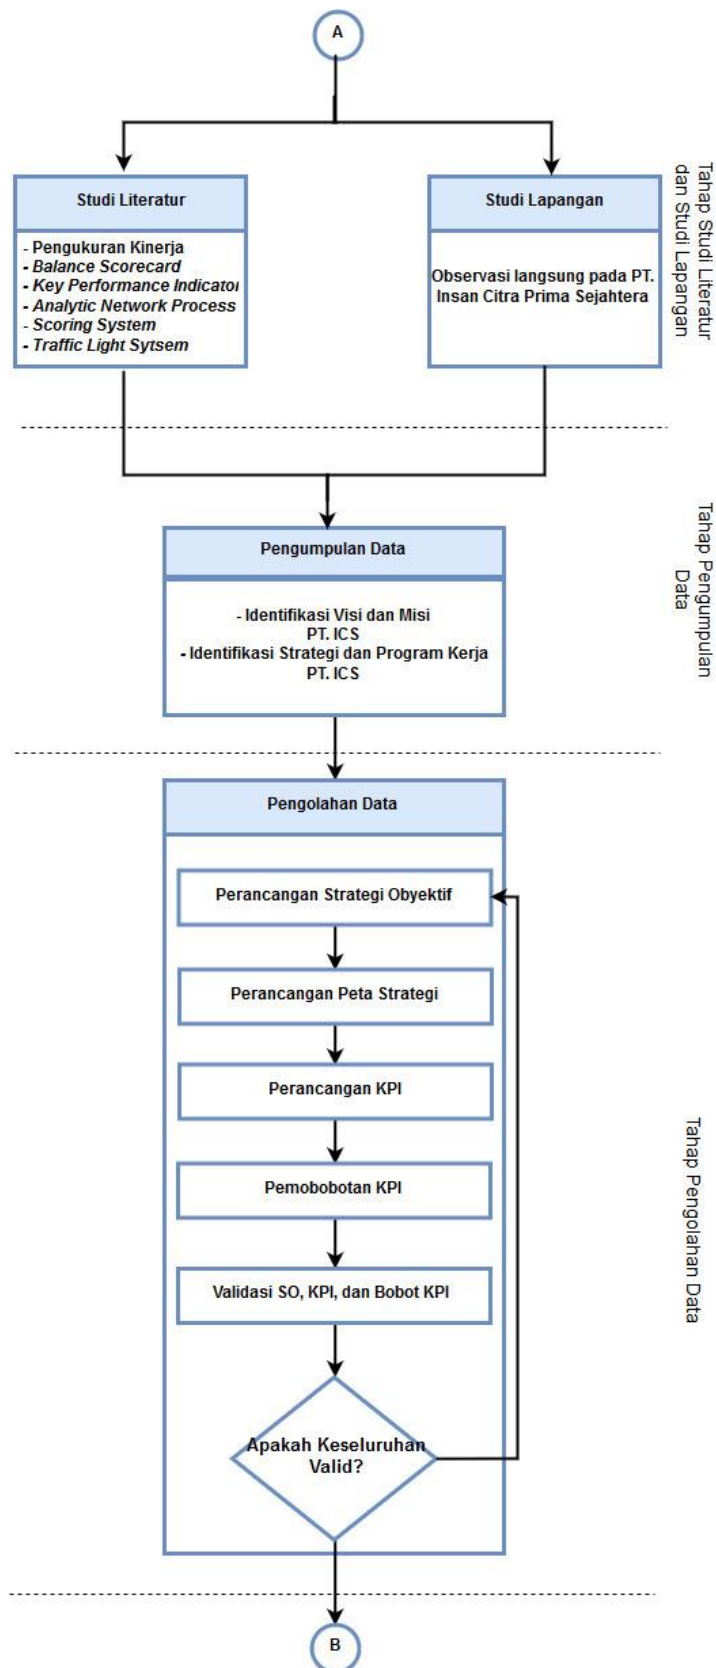 A
Studi Literatur
- Pengukuran Kinerja
- Balance Scorecard
- Key Performance Indicator
- Analytic Network Process
- Scoring System
- Traffic Light Sytsem
Studi Lapangan
Observasi langsung pada PT.
Insan Citra Prima Sejahtera
Tahap Studi Literatur
dan Studi Lapangan
Pengumpulan Data
- Identifikasi Visi dan Misi
PT. ICS
- Identifikasi Strategi dan Program Kerja
PT. ICS
Tahap Pengumpulan
Data
Pengolahan Data
Perancangan Strategi Obyektif
Perancangan Peta Strategi
Perancangan KPI
Pemobobotan KPI
Validasi SO, KPI, dan Bobot KPI
Apakah Keseluruhan
Valid?
Tahap Pengolahan Data
B